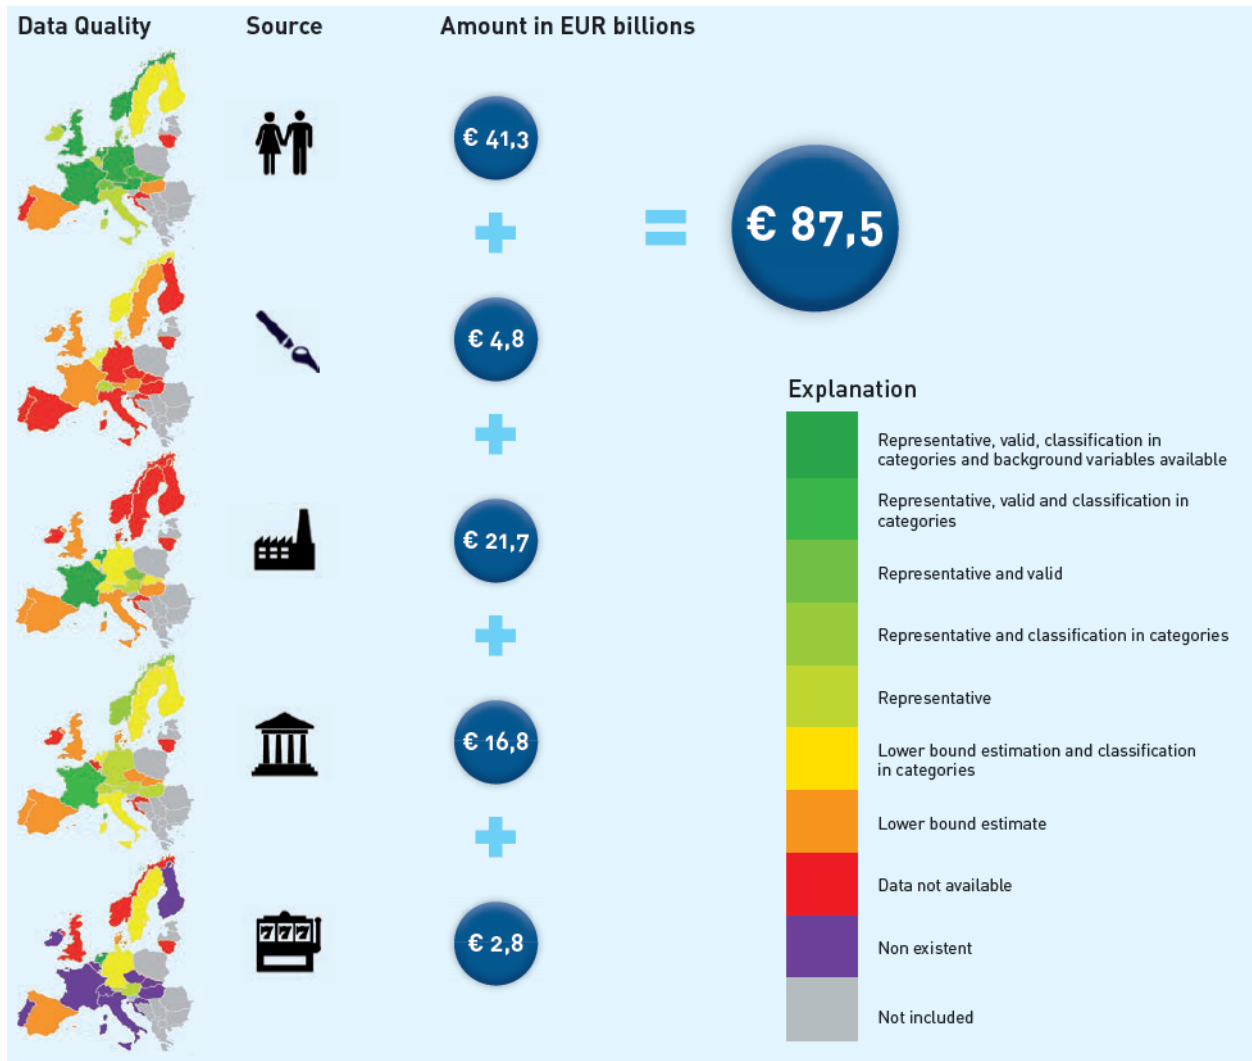 Data Quality
Source
Amount in EUR billions
€ 41,3
€ 87,5
€ 4,8
€ 21,7
€ 16,8
777
€ 2,8
Explanation
Representative, valid, classification in
categories and background variables available
Representative, valid and classification in
categories
Representative and valid
Representative and classification in categories
Representative
Lower bound estimation and classification
in categories
Lower bound estimate
Data not available
Non existent
Not included